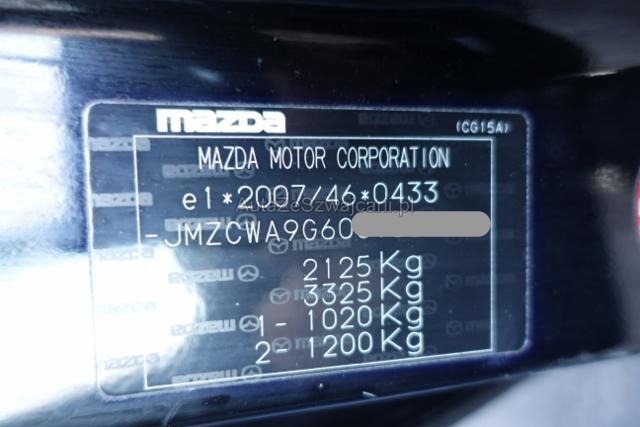 mazda
(CG15A)
MAZDA MOTOR CORPORATION
e1*2007/46*0433
AutaZeSzwajcarii.pl
-JMZCWA9G60
2125Kg
3325Kg
1- 1020Kg
2- 1200Kg